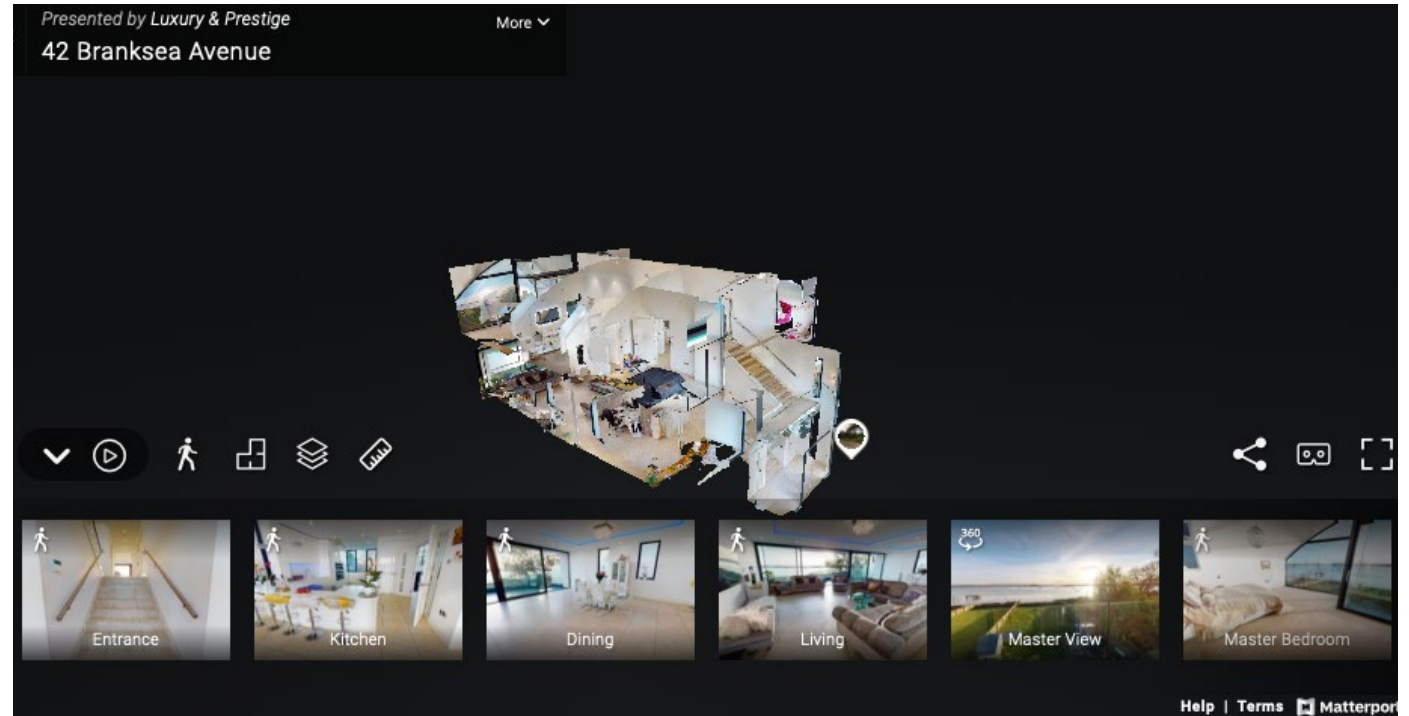 Presented by Luxury & Prestige
More
42 Branksea Avenue
360
Entrance
Kitchen
Dining
Living
Master View
Master Bedroom
Help | Terms Matterport